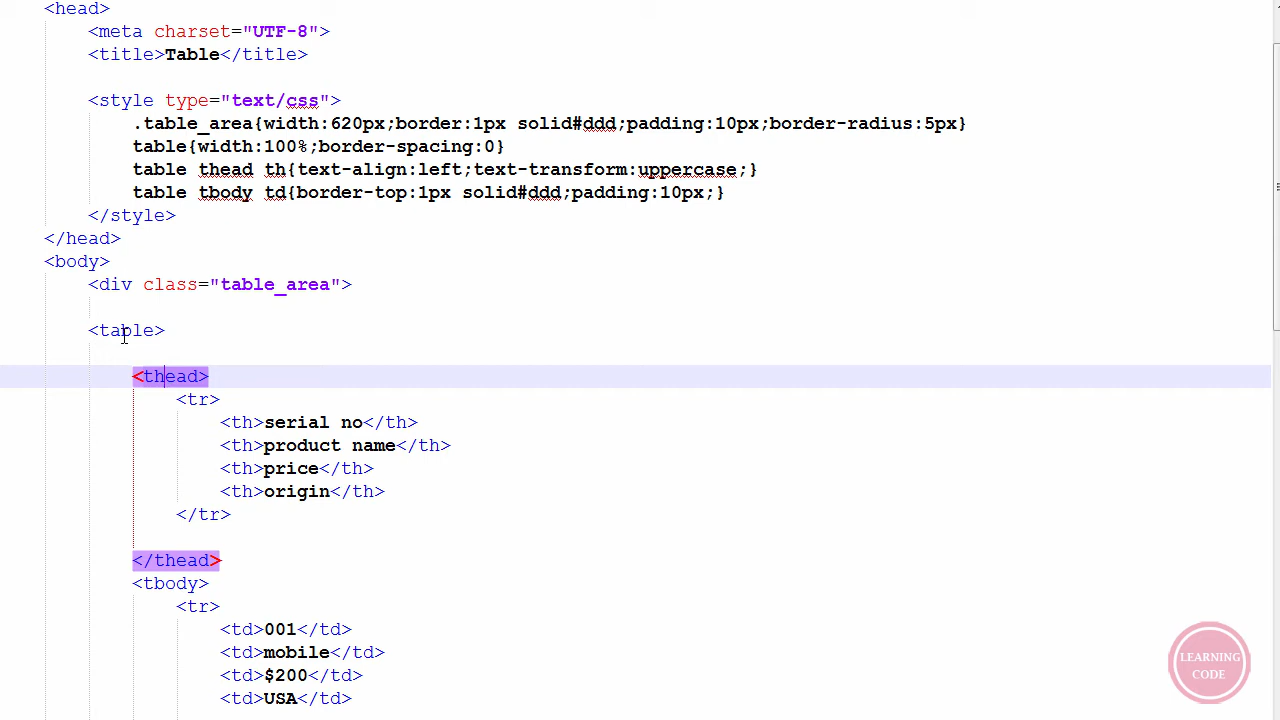 <head>
<meta charset="UTF-8">
<title>Table</title>
<style type="text/css">
.table_area{width:620px;border:1px solid#ddd;padding:10px;border-radius:5px}
table{width:100%;border-spacing:0}
table thead th{text-align:left;text-transform:uppercase;}
table tbody td{border-top:1px solid#ddd;padding:10px;}
</style>
</head>
<body>
<div class="table_area">
<table>
<thead>
<tr>
<th>serial no</th>
<th>product name</th>
<th>price</th>
<th>origin</th>
</tr>
</thead>
<tbody>
<tr>
<td>001</td>
<td>mobile</td>
<td>$200</td>
<td>USA</td>
LEARNING
CODE